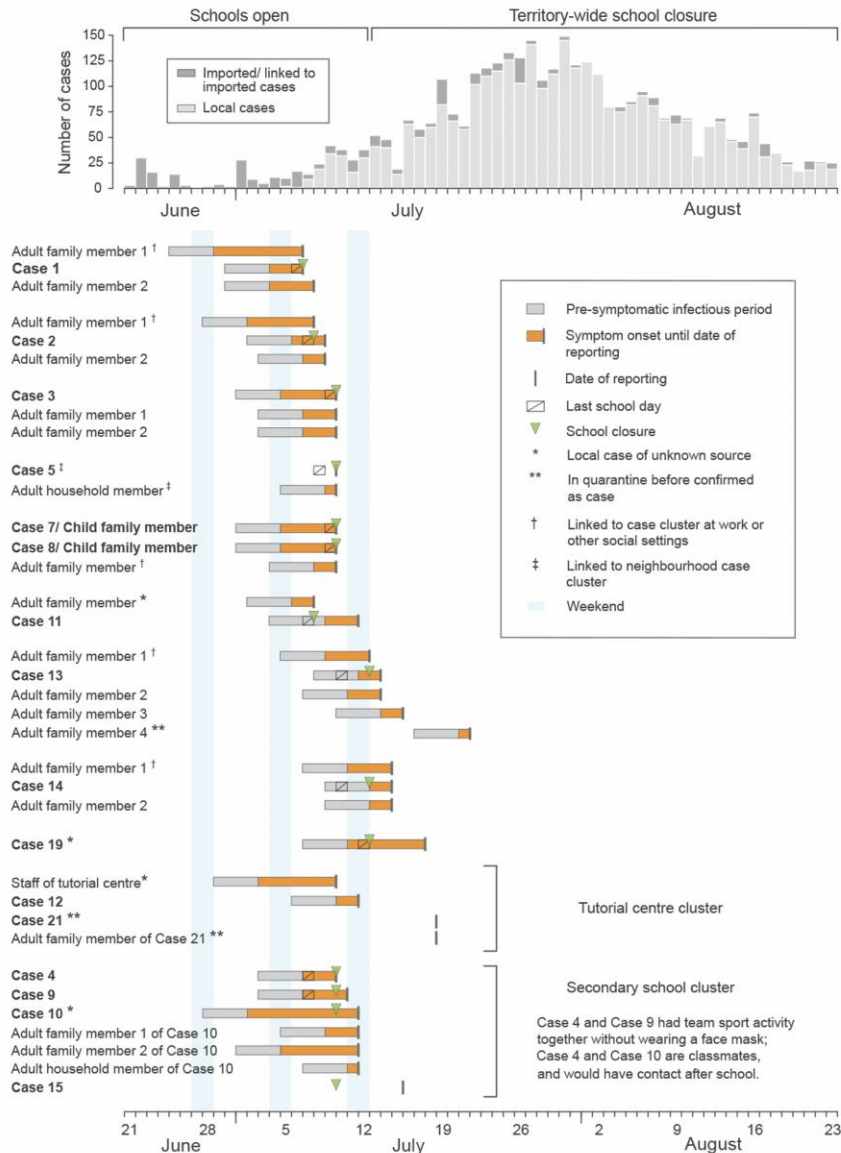 Schools open
Territory-wide school closure
Number of cases
150
125
100
75
50
25
0
Imported/ linked to
imported cases
Local cases
June
July
August
Adult family member 1 †
Case 1
Adult family member 2
Adult family member 1 †
Case 2
Adult family member 2
Case 3
Adult family member 1
Adult family member 2
Case 5 ‡
Adult household member ‡
Case 7/ Child family member
Case 8/ Child family member
Adult family member †
Adult family member *
Case 11
Adult family member 1 †
Case 13
Adult family member 2
Adult family member 3
Adult family member 4 **
Adult family member 1 †
Case 14
Adult family member 2
Case 19 *
Staff of tutorial centre*
Case 12
Case 21 **
Adult family member of Case 21 **
Case 4
Case 9
Case 10 *
Adult family member 1 of Case 10
Adult family member 2 of Case 10
Adult household member of Case 10
Case 15
Pre-symptomatic infectious period
Symptom onset until date of
reporting
Date of reporting
Last school day
School closure
* Local case of unknown source
** In quarantine before confirmed
as case
† Linked to case cluster at work or
other social settings
‡ Linked to neighbourhood case
cluster
Weekend
Tutorial centre cluster
Secondary school cluster
Case 4 and Case 9 had team sport activity
together without wearing a face mask;
Case 4 and Case 10 are classmates,
and would have contact after school.
21 28 5 12 19 26 2 9 16 23
June July August